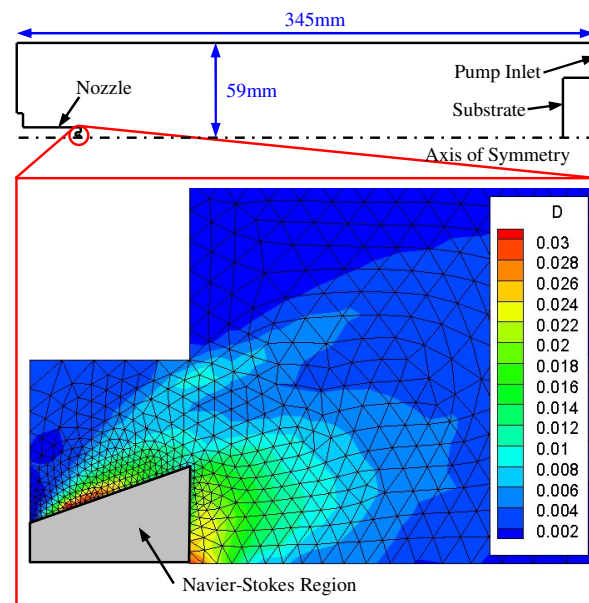 345mm
Pump Inlet
Nozzle
59mm
Substrate
Axis of Symmetry
D
0.03
0.028
0.026
0.024
0.022
0.02
0.018
0.016
0.014
0.012
0.01
0.008
0.006
0.004
0.002
Navier-Stokes Region